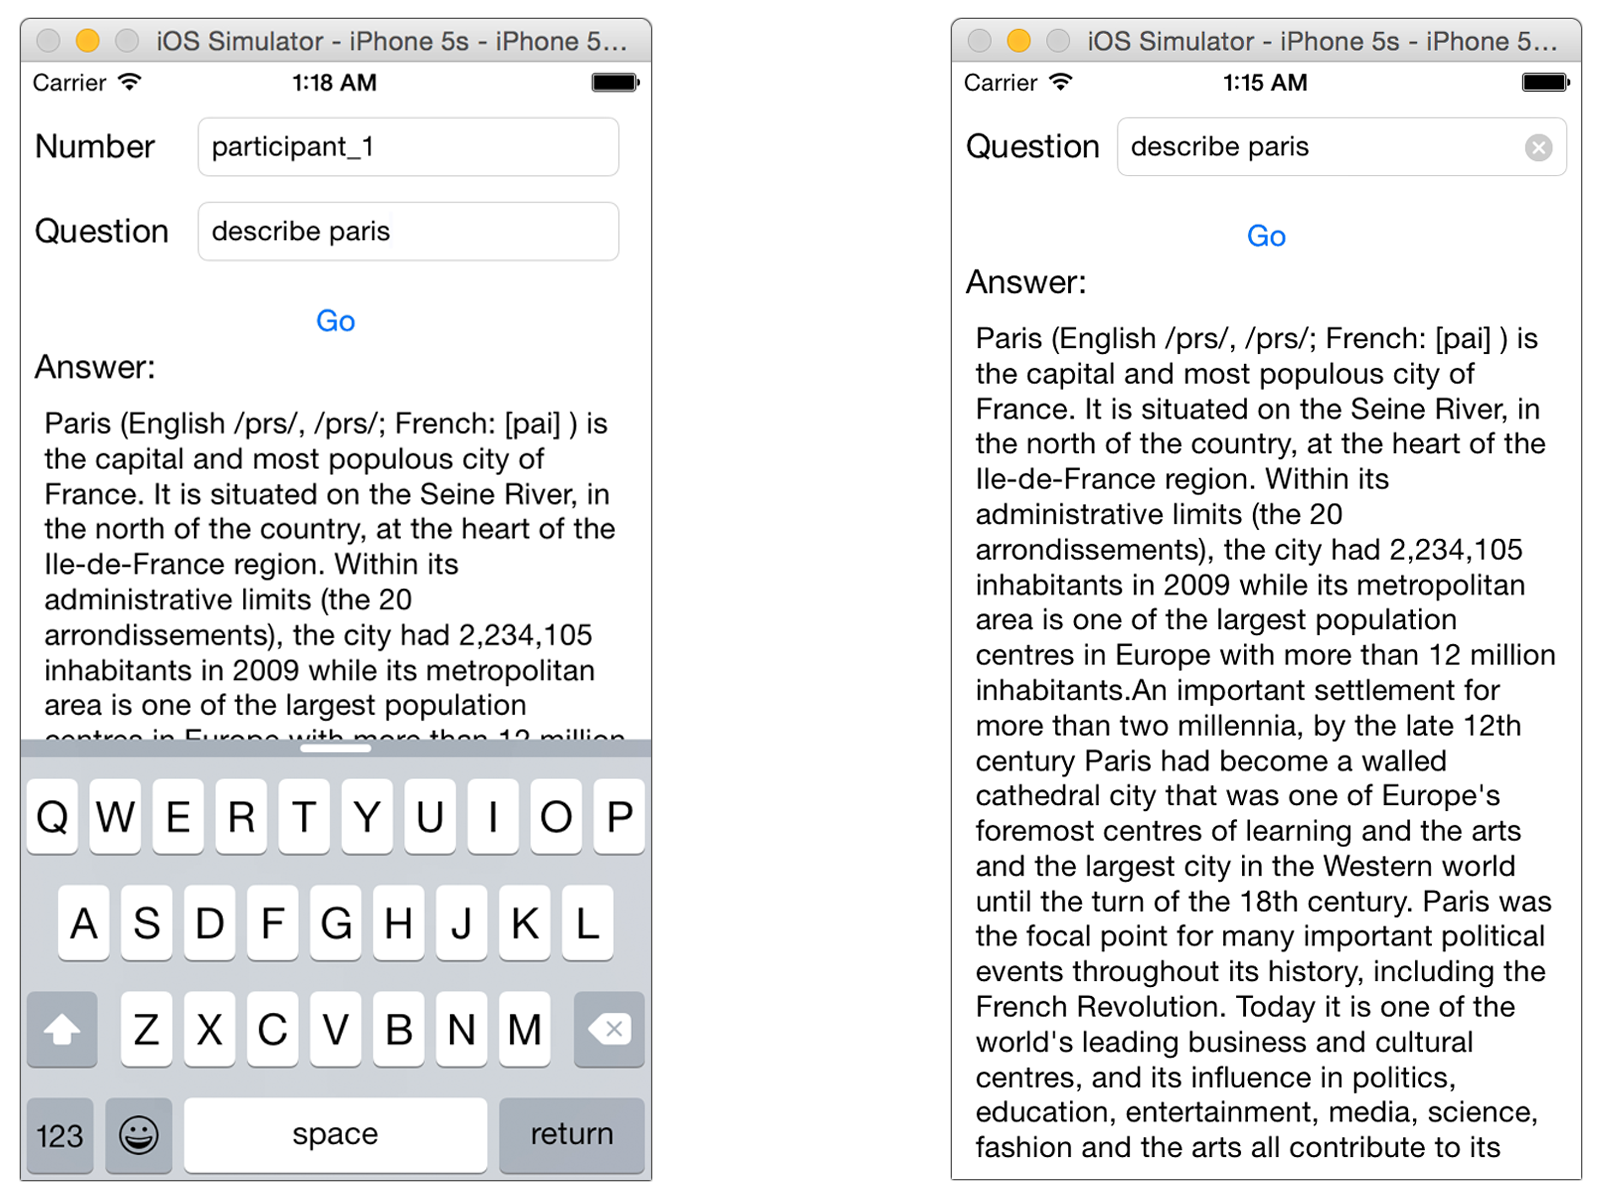 iOS Simulator - iPhone 5s - iPhone 5...
Carrier
1:18 AM
Number
participant_1
Question
describe paris
Go
Answer:
Paris (English /prs/, /prs/; French: [pai] ) is
the capital and most populous city of
France. It is situated on the Seine River, in
the north of the country, at the heart of the
Ile-de-France region. Within its
administrative limits (the 20
arrondissements), the city had 2,234,105
inhabitants in 2009 while its metropolitan
area is one of the largest population
centres in Europe with more than 12 million
Q W E R T Y U I O P
A S D F G H J K L
Z X C V B N M
123
space
return
iOS Simulator - iPhone 5s - iPhone 5...
Carrier
1:15 AM
Question
describe paris
Go
Answer:
Paris (English /prs/, /prs/; French: [pai] ) is
the capital and most populous city of
France. It is situated on the Seine River, in
the north of the country, at the heart of the
Ile-de-France region. Within its
administrative limits (the 20
arrondissements), the city had 2,234,105
inhabitants in 2009 while its metropolitan
area is one of the largest population
centres in Europe with more than 12 million
inhabitants.An important settlement for
more than two millennia, by the late 12th
century Paris had become a walled
cathedral city that was one of Europe's
foremost centres of learning and the arts
and the largest city in the Western world
until the turn of the 18th century. Paris was
the focal point for many important political
events throughout its history, including the
French Revolution. Today it is one of the
world's leading business and cultural
centres, and its influence in politics,
education, entertainment, media, science,
fashion and the arts all contribute to its